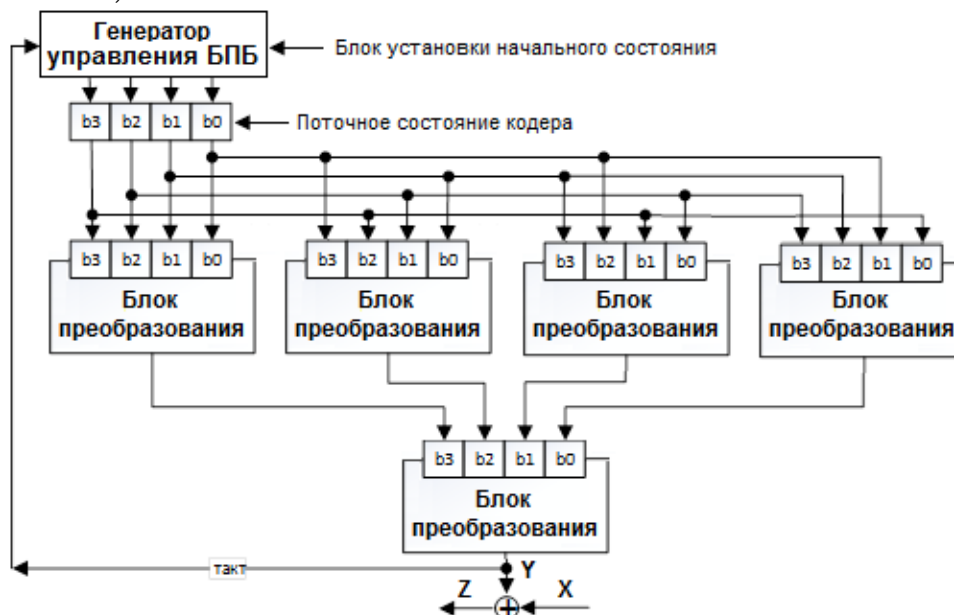 Генератор
управления БПБ
Блок установки начального состояния
b3 b2 b1 b0
Поточное состояние кодера
b3 b2 b1 b0
b3 b2 b1 b0
b3 b2 b1 b0
b3 b2 b1 b0
Блок
преобразования
Блок
преобразования
Блок
преобразования
Блок
преобразования
b3 b2 b1 b0
Блок
преобразования
такт
Y
Z
X